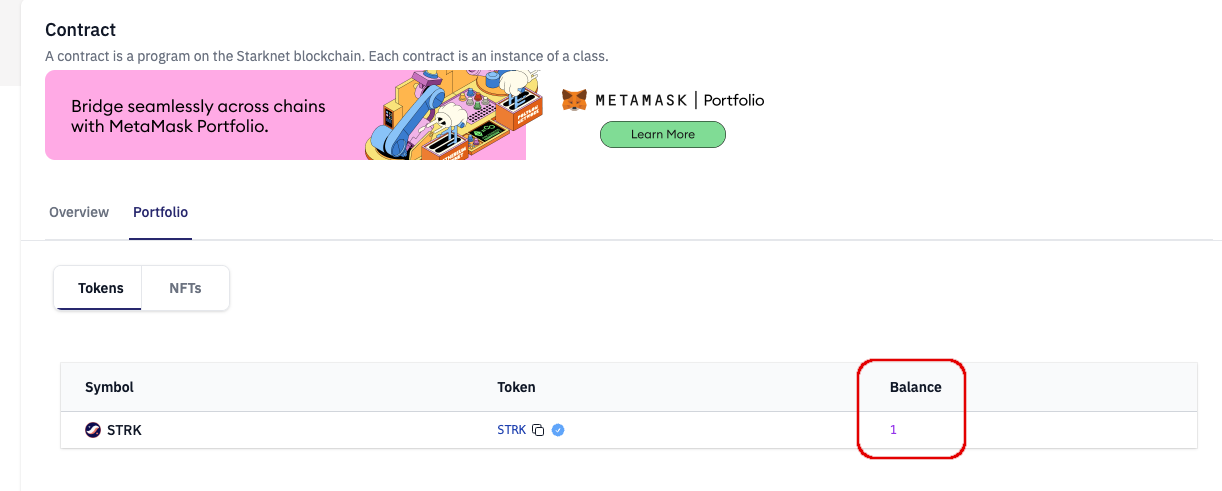 Contract
A contract is a program on the Starknet blockchain. Each contract is an instance of a class.
Bridge seamlessly across chains
with MetaMask Portfolio.
METAMASK | Portfolio
Learn More
Overview Portfolio
Tokens NFTs
Symbol Token Balance
STRK STRK 1